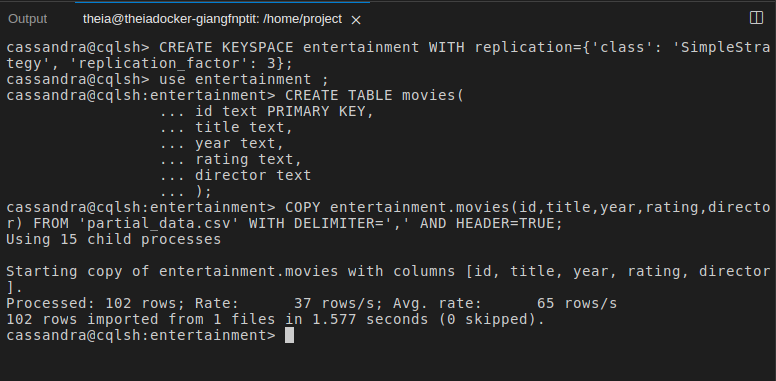 Output
theia@theiadocker-giangfnptit: /home/project ×
cassandra@cqlsh> CREATE KEYSPACE entertainment WITH replication={'class': 'SimpleStra
tegy', 'replication_factor': 3};
cassandra@cqlsh> use entertainment ;
cassandra@cqlsh:entertainment> CREATE TABLE movies(
... id text PRIMARY KEY,
... title text,
... year text,
... rating text,
... director text
... );
cassandra@cqlsh:entertainment> COPY entertainment.movies(id,title,year,rating,directo
r) FROM 'partial_data.csv' WITH DELIMITER=',' AND HEADER=TRUE;
Using 15 child processes
Starting copy of entertainment.movies with columns [id, title, year, rating, director
].
Processed: 102 rows; Rate:      37 rows/s; Avg. rate:      65 rows/s
102 rows imported from 1 files in 1.577 seconds (0 skipped).
cassandra@cqlsh:entertainment>